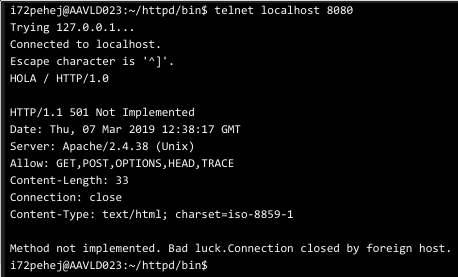 i72pehej@AAVLD023:~/httpd/bin$ telnet localhost 8080
Trying 127.0.0.1...
Connected to localhost.
Escape character is '^]'.
HOLA / HTTP/1.0

HTTP/1.1 501 Not Implemented
Date: Thu, 07 Mar 2019 12:38:17 GMT
Server: Apache/2.4.38 (Unix)
Allow: GET,POST,OPTIONS,HEAD,TRACE
Content-Length: 33
Connection: close
Content-Type: text/html; charset=iso-8859-1

Method not implemented. Bad luck.Connection closed by foreign host.
i72pehej@AAVLD023:~/httpd/bin$